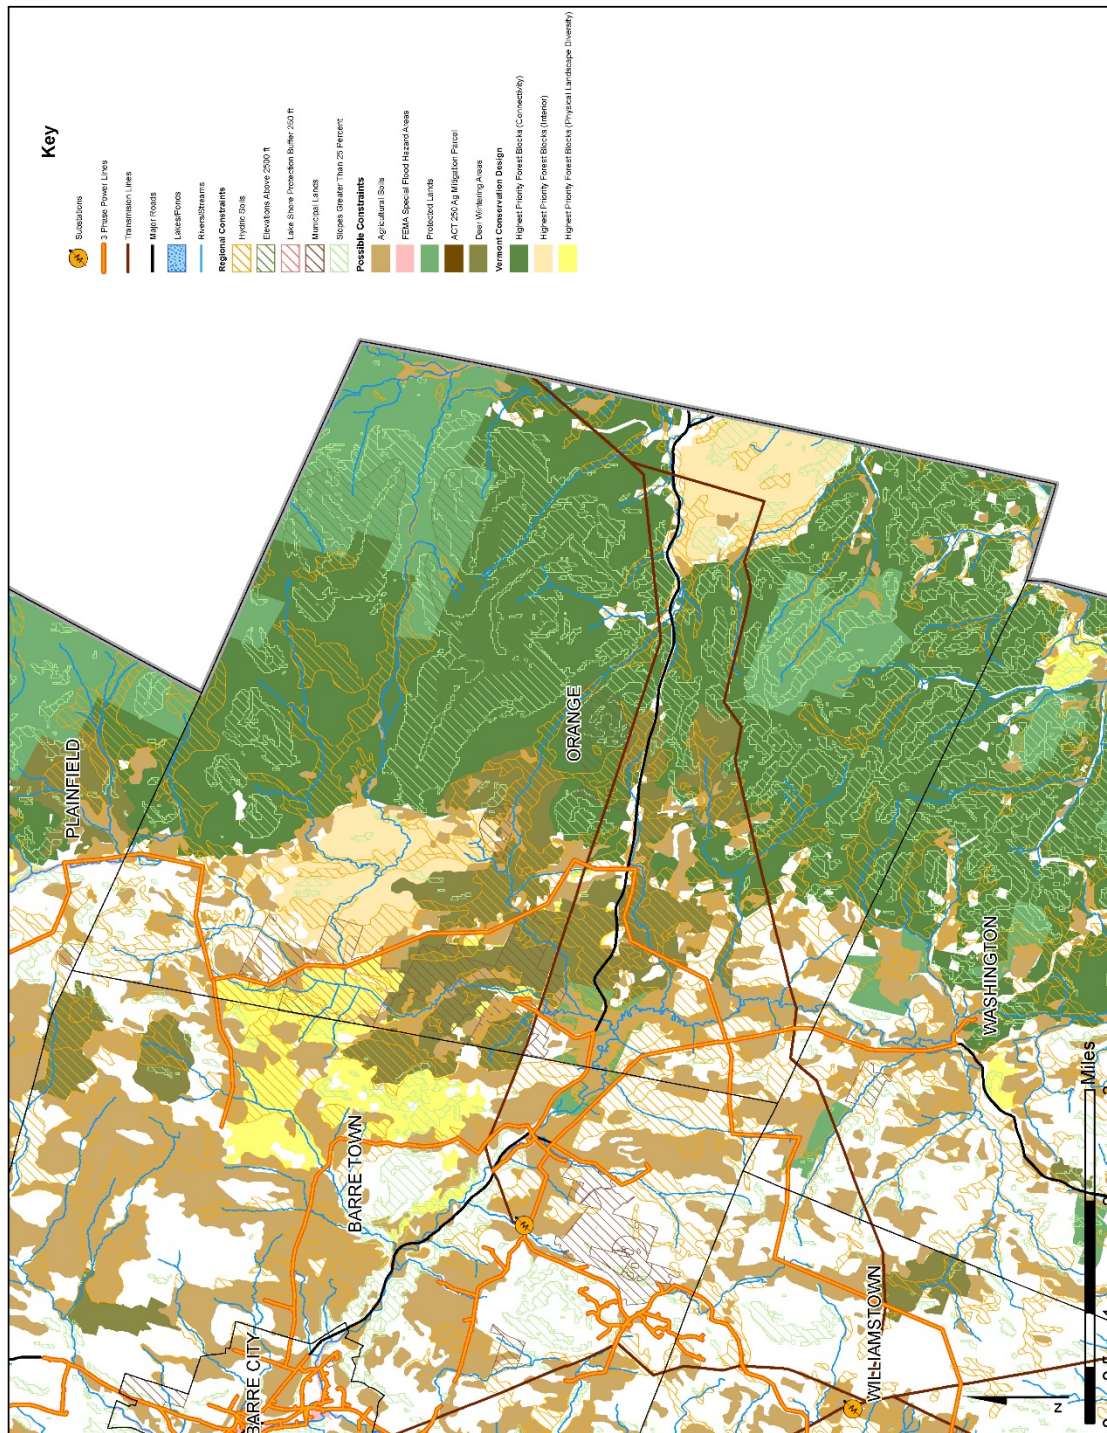 Key
Substations
3 Phase Power Lines
Transmission Lines
Major Roads
Lakes/Ponds
Rivers/Streams
Regional Constraints
Hydric Soils
Elevations Above 2500 ft
Lake Shore Protection Buffer 250 ft
Municipal Lands
Slopes Greater Than 25 Percent
Possible Constraints
Agricultural Soils
FEMA Special Flood Hazard Areas
Protected Lands
ACT 250 Ag Mitigation Parcel
Deer Wintering Areas
Vermont Conservation Design
Highest Priority Forest Blocks (Connectivity)
Highest Priority Forest Blocks (Interior)
Highest Priority Forest Blocks (Physical Landscape Diversity)
PLAINFIELD
ORANGE
BARRE TOWN
BARRE CITY
WASHINGTON
WILLIAMSTOWN
Miles
N